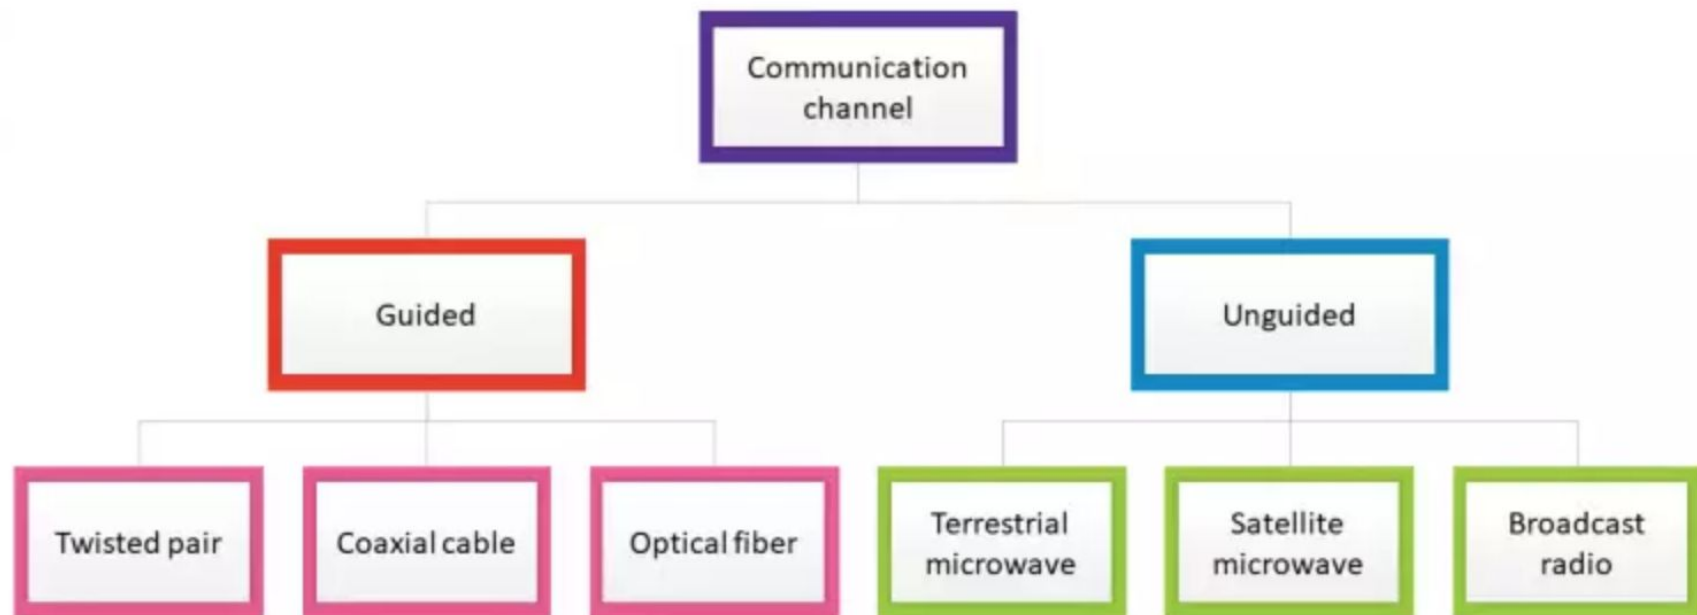 Communication
channel
Guided
Unguided
Twisted pair
Coaxial cable
Optical fiber
Terrestrial
microwave
Satellite
microwave
Broadcast
radio